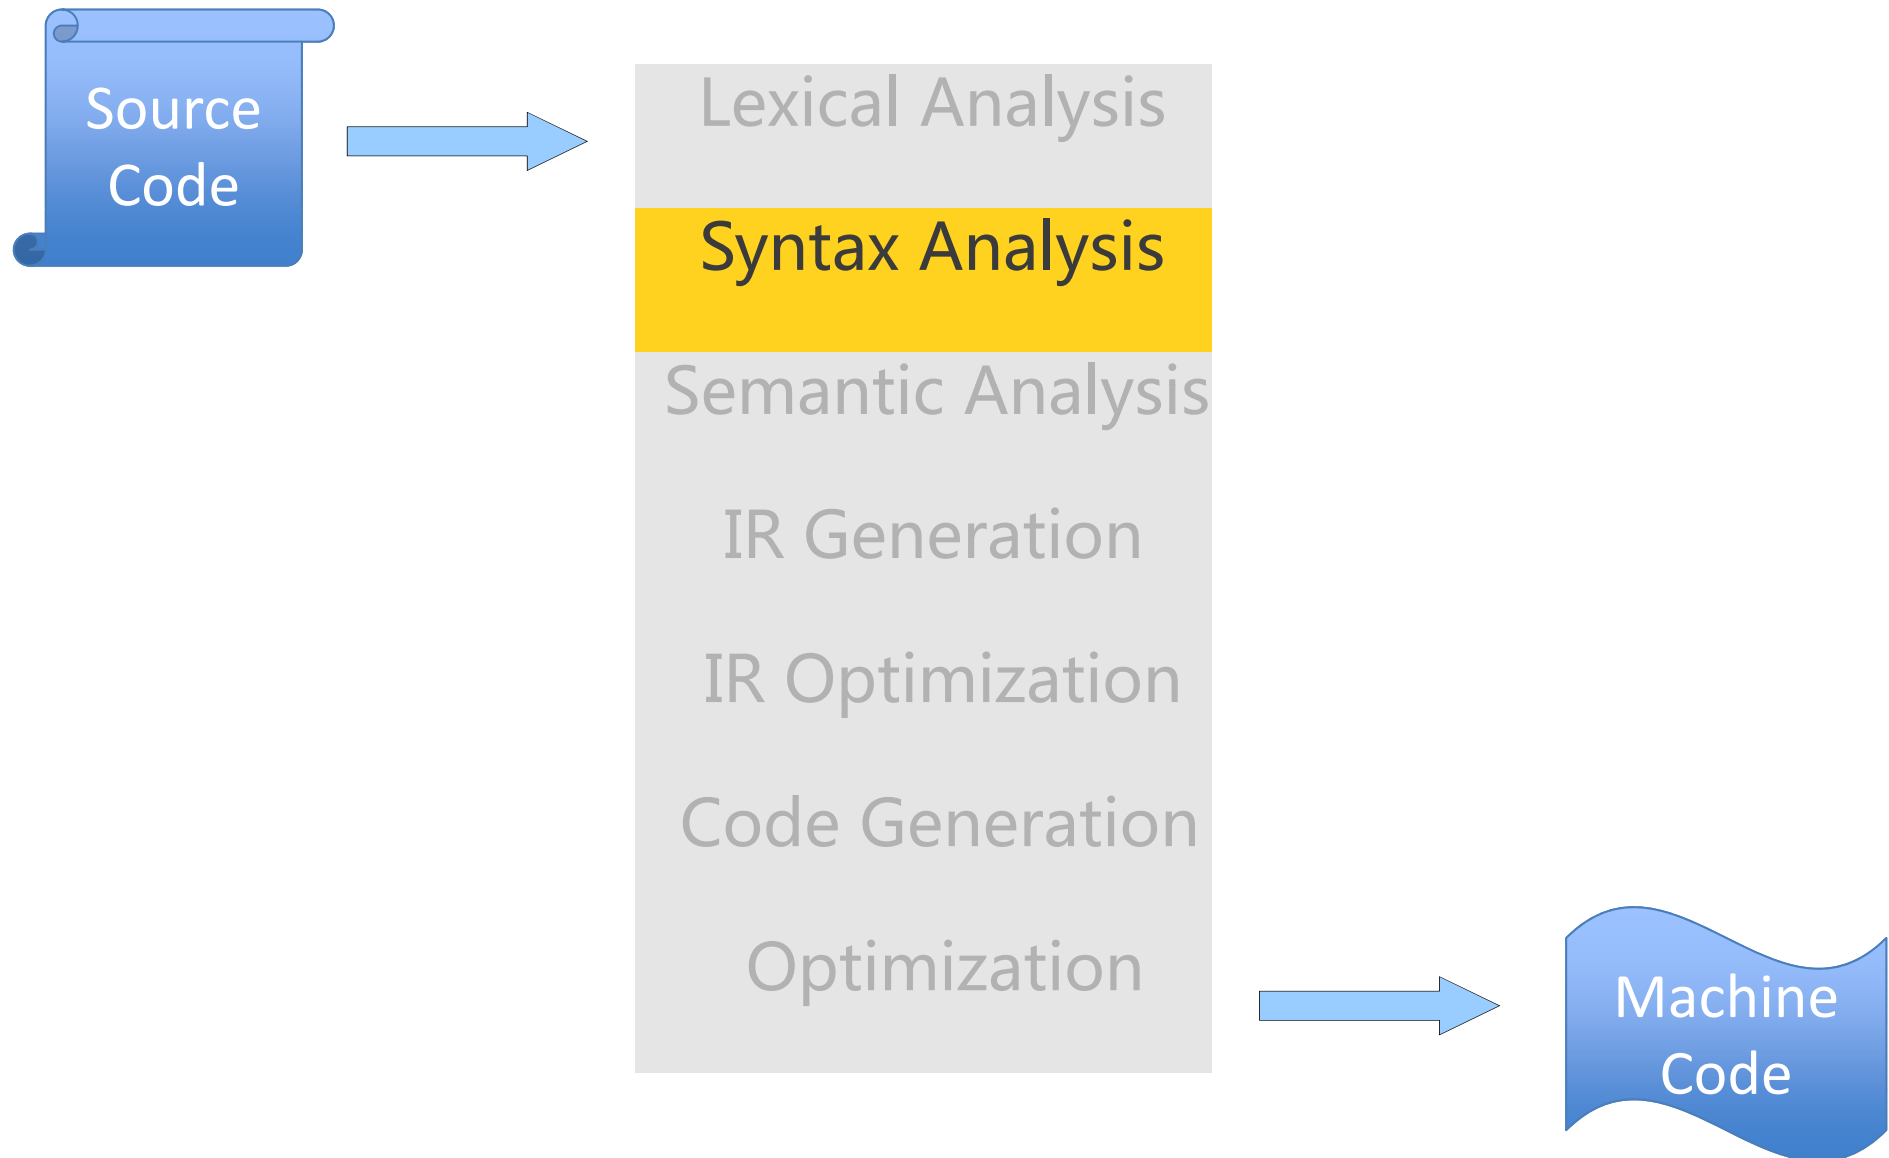 Source
Code
Lexical Analysis
Syntax Analysis
Semantic Analysis
IR Generation
IR Optimization
Code Generation
Optimization
Machine
Code